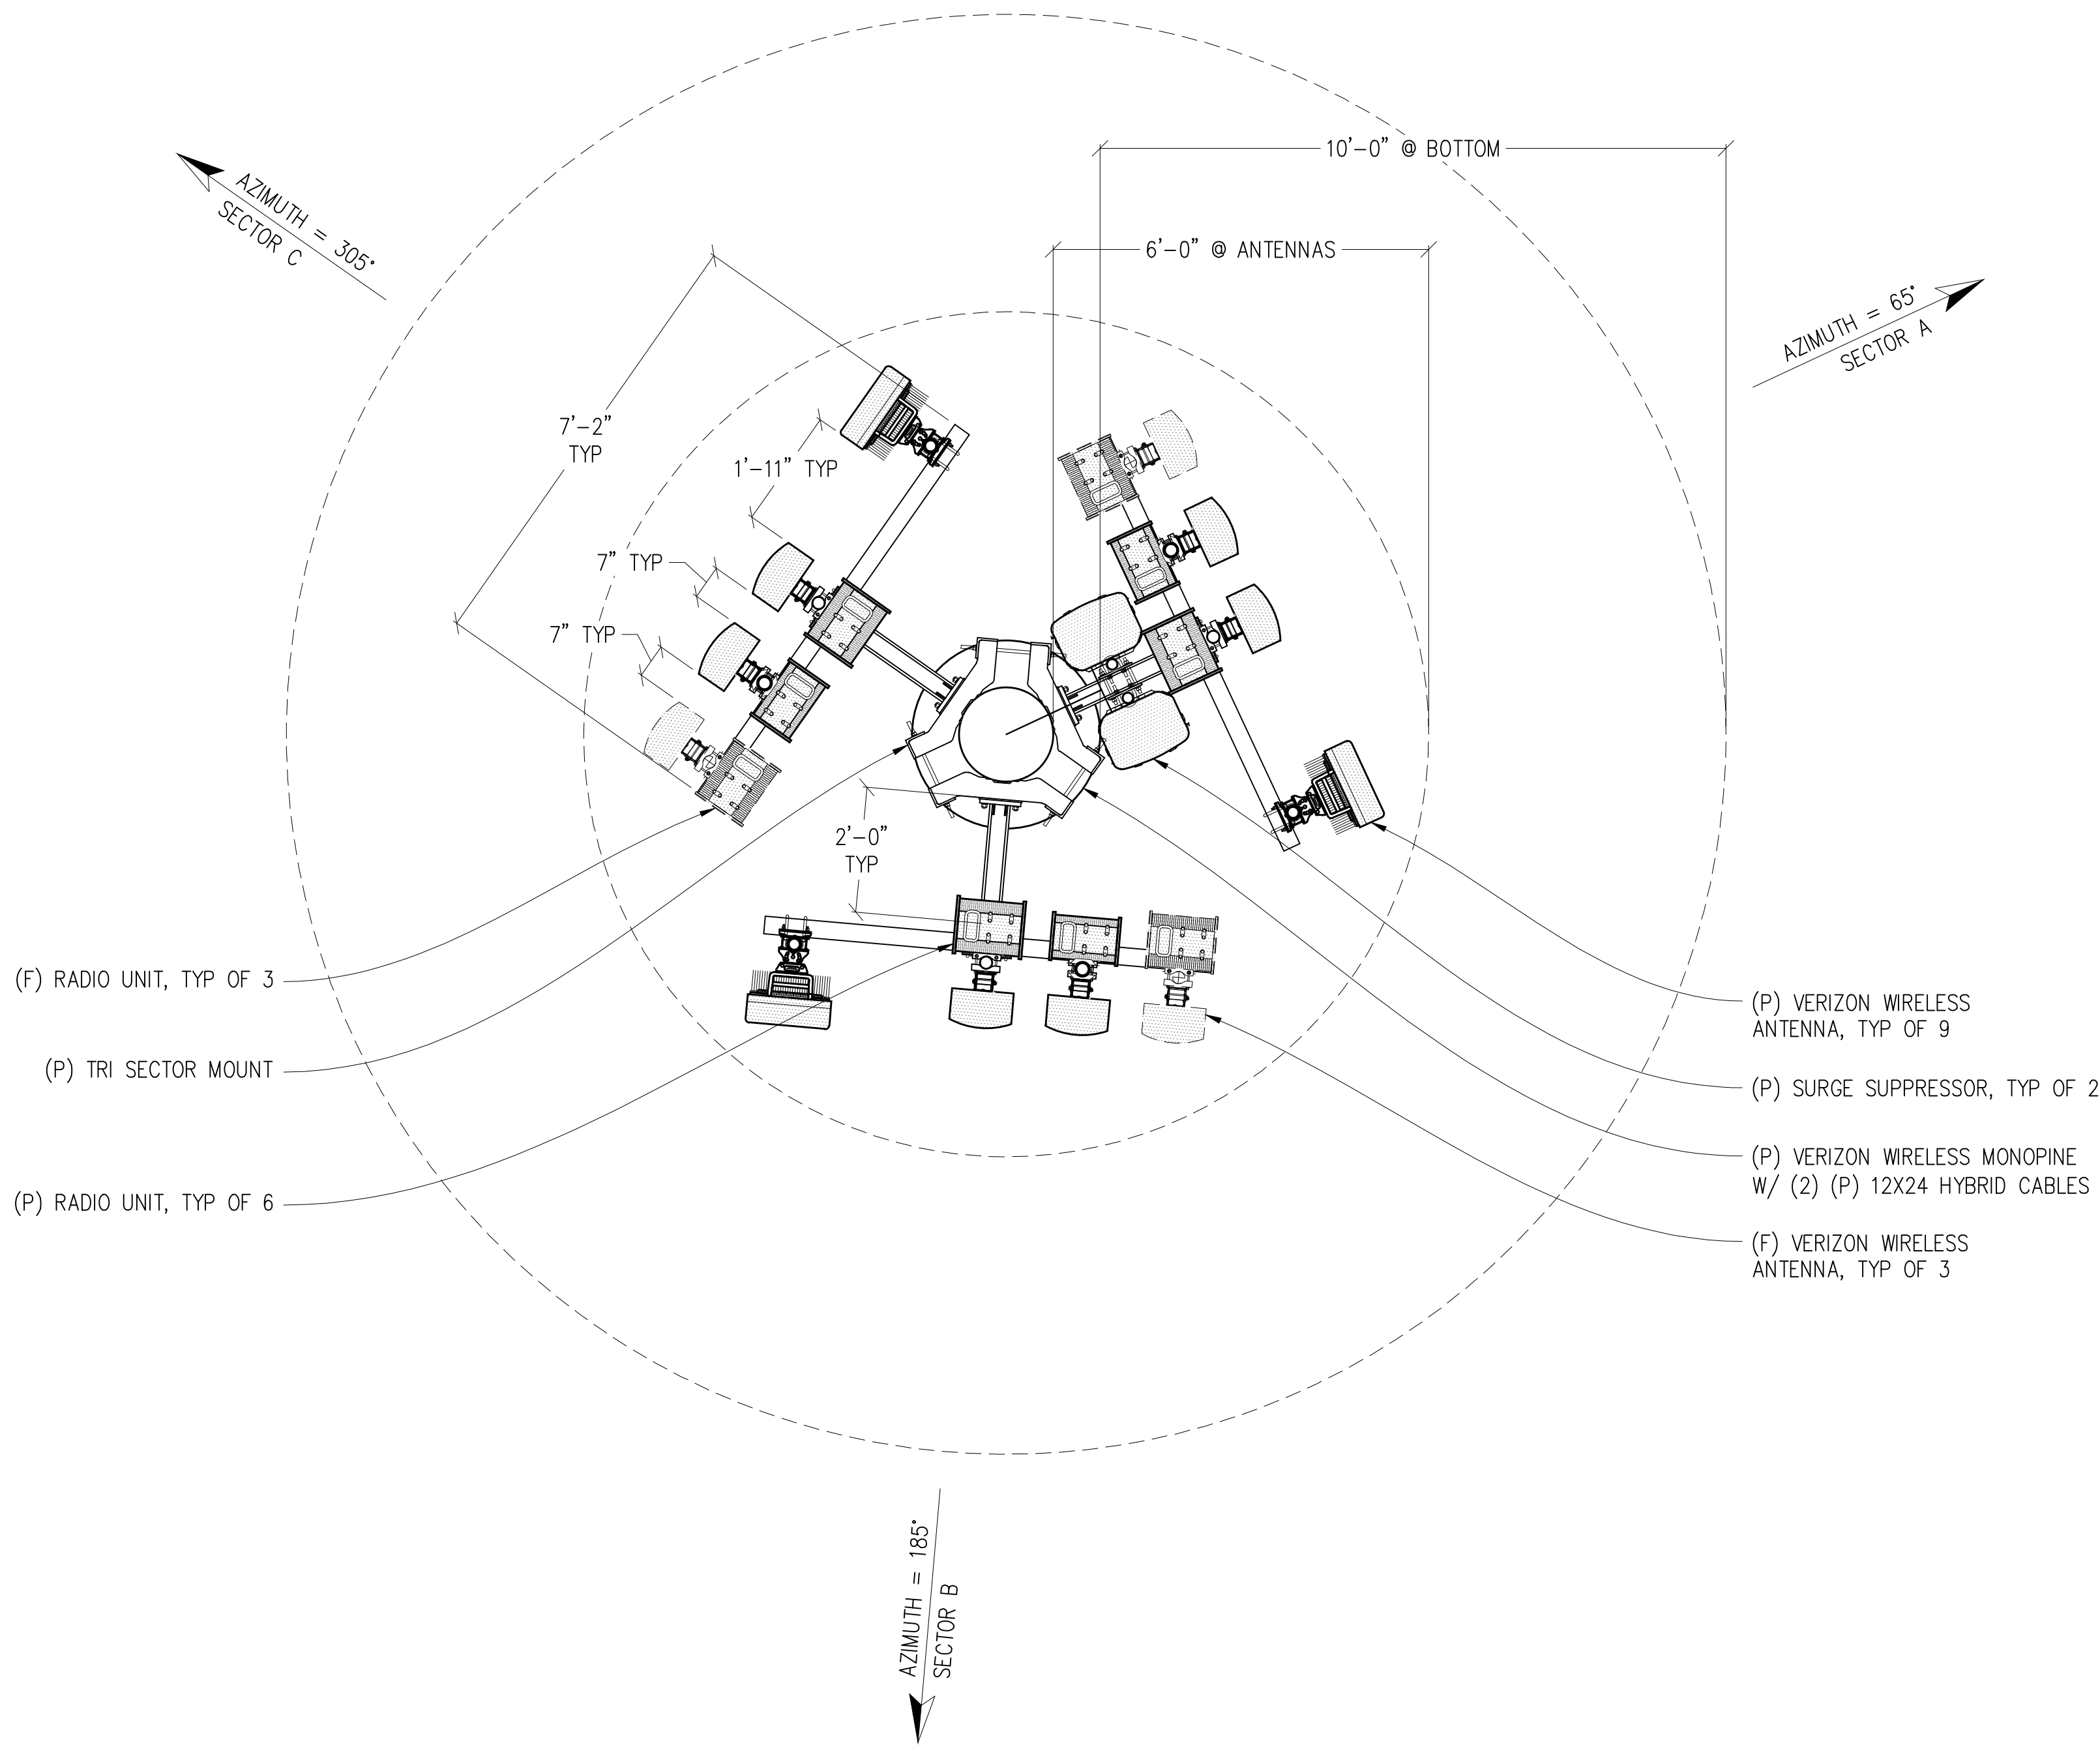 10'-0" @ BOTTOM
6'-0" @ ANTENNAS
AZIMUTH = 305°
SECTOR C
AZIMUTH = 65°
SECTOR A
7'-2"
TYP
1'-11" TYP
7" TYP
7" TYP
2'-0"
TYP
(F) RADIO UNIT, TYP OF 3
(P) TRI SECTOR MOUNT
(P) RADIO UNIT, TYP OF 6
(P) VERIZON WIRELESS
ANTENNA, TYP OF 9
(P) SURGE SUPPRESSOR, TYP OF 2
(P) VERIZON WIRELESS MONOPINE
W/ (2) (P) 12X24 HYBRID CABLES
(F) VERIZON WIRELESS
ANTENNA, TYP OF 3
AZIMUTH = 185°
SECTOR B